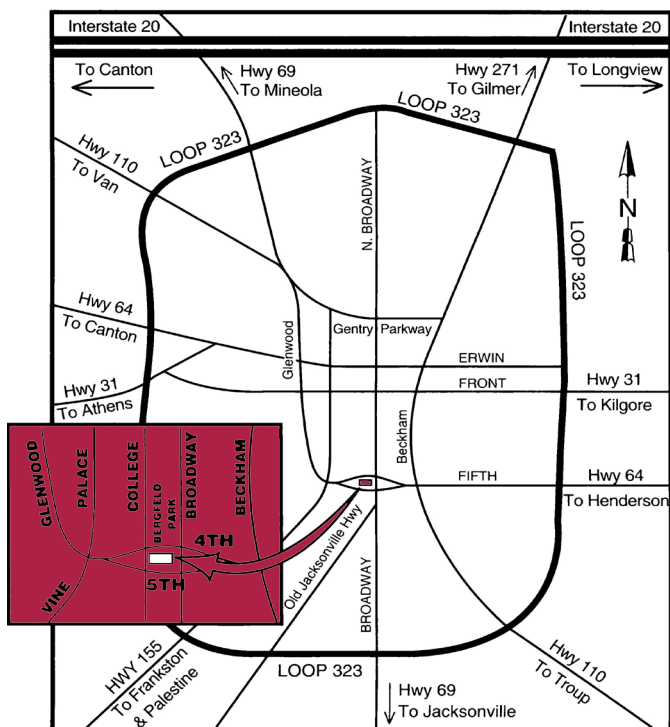 Interstate 20
Interstate 20
To Canton
Hwy 69
To Mineola
Hwy 271
To Gilmer
To Longview
LOOP 323
LOOP 323
Hwy 110
To Van
N. BROADWAY
N
LOOP 323
Hwy 64
To Canton
Glenwood
Gentry Parkway
ERWIN
FRONT
Hwy 31
To Athens
Hwy 31
To Kilgore
Beckham
FIFTH
Hwy 64
To Henderson
GLENWOOD
PALACE
COLLEGE
BERGFELD
PARK
BROADWAY
BECKHAM
4TH
5TH
VINE
Old Jacksonville Hwy
BROADWAY
HWY 155
To Frankston
& Palestine
LOOP 323
Hwy 69
To Jacksonville
Hwy 110
To Troup